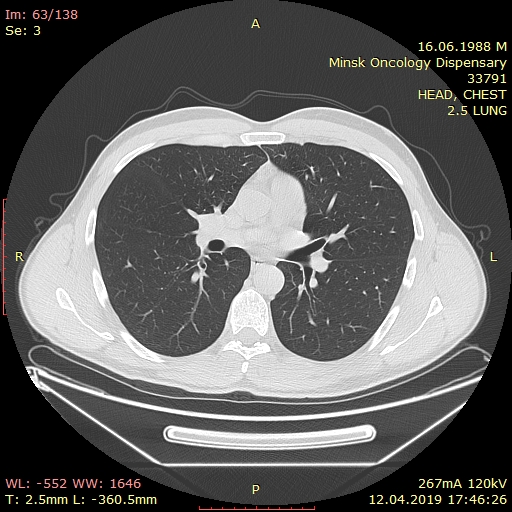 Im: 63/138
Se: 3
A
16.06.1988 M
Minsk Oncology Dispensary
33791
HEAD, CHEST
2.5 LUNG
R
L
WL: -552 WW: 1646
T: 2.5mm L: -360.5mm
P
267mA 120kV
12.04.2019 17:46:26